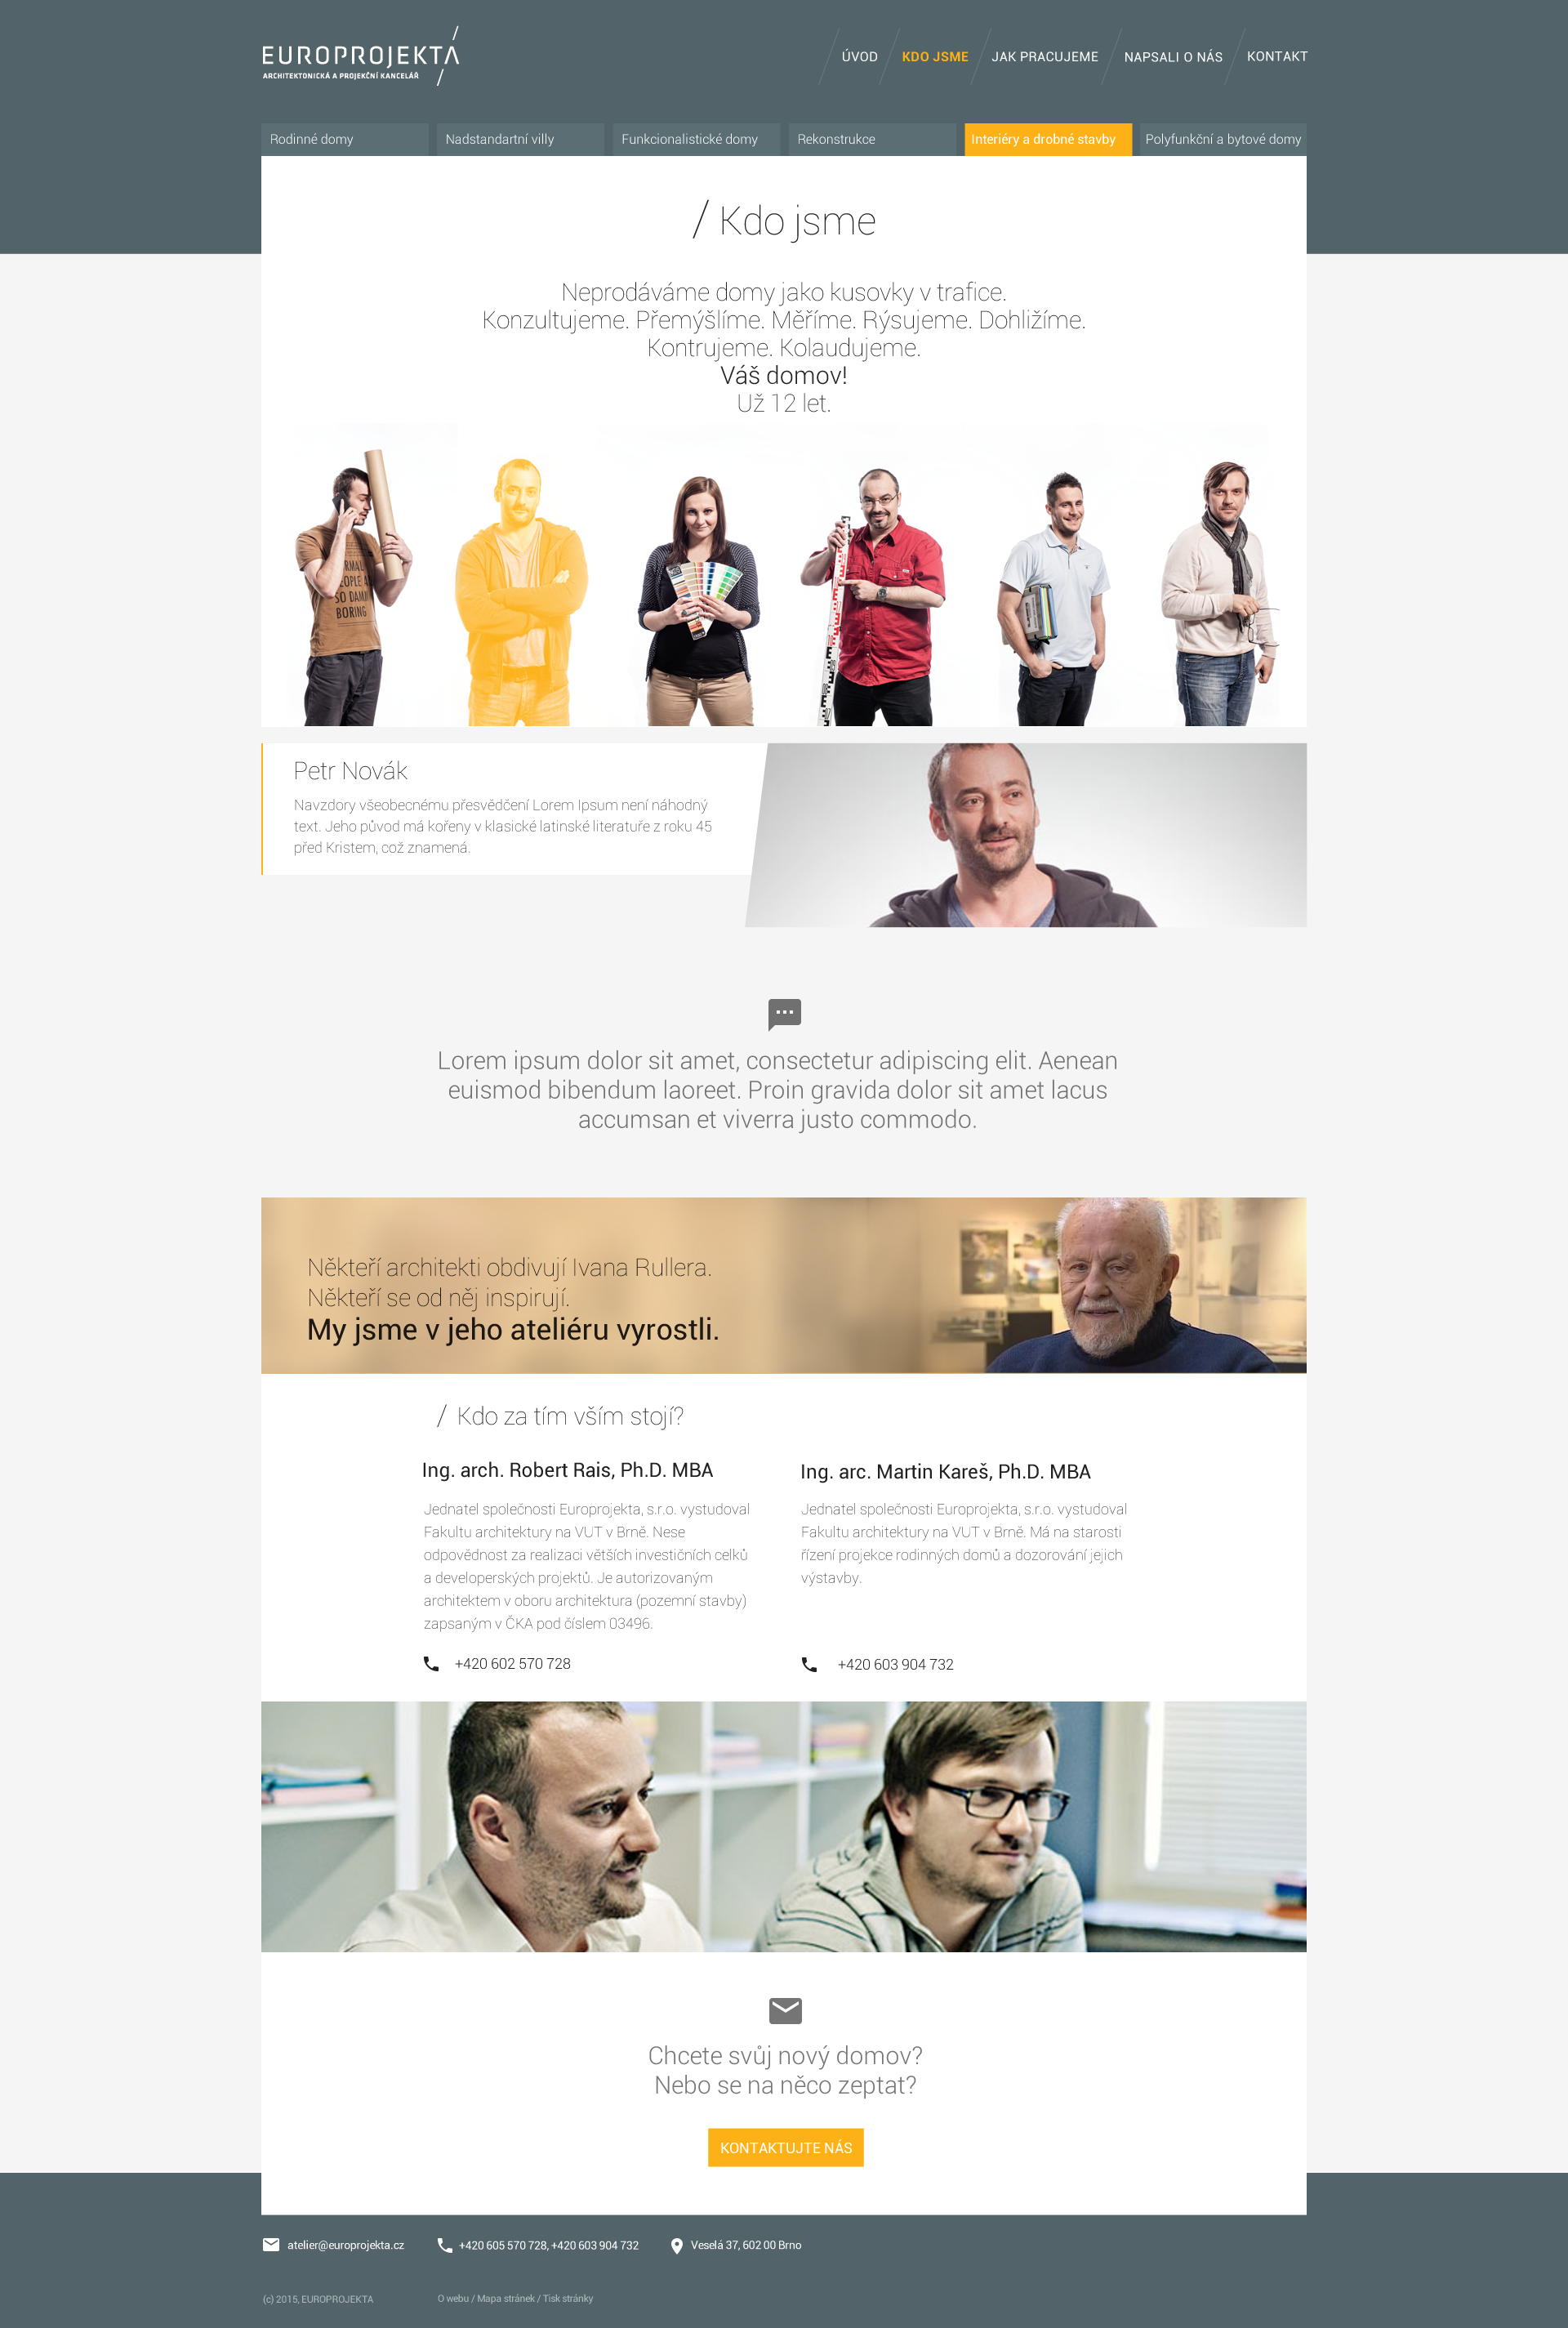 EUROPROJEKTA
ARCHITEKTONICKÁ A PROJEKČNÍ KANCELÁŘ
ÚVOD
KDO JSME
JAK PRACUJEME
NAPSALI O NÁS
KONTAKT
Rodinné domy
Nadstandartní villy
Funkcionalistické domy
Rekonstrukce
Interiéry a drobné stavby
Polyfunkční a bytové domy
/ Kdo jsme
Neprodáváme domy jako kusovky v trafice.
Konzultujeme. Přemýšlíme. Měříme. Rýsujeme. Dohližíme.
Kontrujeme. Kolaudujeme.
Váš domov!
Už 12 let.
PEOPLE
SO DAMN
BORING
Petr Novák
Navzdory všeobecnému přesvědčení Lorem Ipsum není náhodný
text. Jeho původ má kořeny v klasické latinské literatuře z roku 45
před Kristem, což znamená.
Lorem ipsum dolor sit amet, consectetur adipiscing elit. Aenean
euismod bibendum laoreet. Proin gravida dolor sit amet lacus
accumsan et viverra justo commodo.
Někteří architekti obdivují Ivana Rullera.
Někteří se od něj inspirují.
My jsme v jeho ateliéru vyrostli.
/ Kdo za tím vším stojí?
Ing. arch. Robert Rais, Ph.D. MBA
Jednatel společnosti Europrojekta, s.r.o. vystudoval
Fakultu architektury na VUT v Brně. Nese
odpovědnost za realizaci větších investičních celků
a developerských projektů. Je autorizovaným
architektem v oboru architektura (pozemní stavby)
zapsaným v ČKA pod číslem 03496.
+420 602 570 728
Ing. arc. Martin Kareš, Ph.D. MBA
Jednatel společnosti Europrojekta, s.r.o. vystudoval
Fakultu architektury na VUT v Brně. Má na starosti
řízení projekce rodinných domů a dozorování jejich
výstavby.
+420 603 904 732
Chcete svůj nový domov?
Nebo se na něco zeptat?
KONTAKTUJTE NÁS
atelier@europrojekta.cz
+420 605 570 728, +420 603 904 732
Veselá 37, 602 00 Brno
(c) 2015, EUROPROJEKTA
O webu / Mapa stránek / Tisk stránky